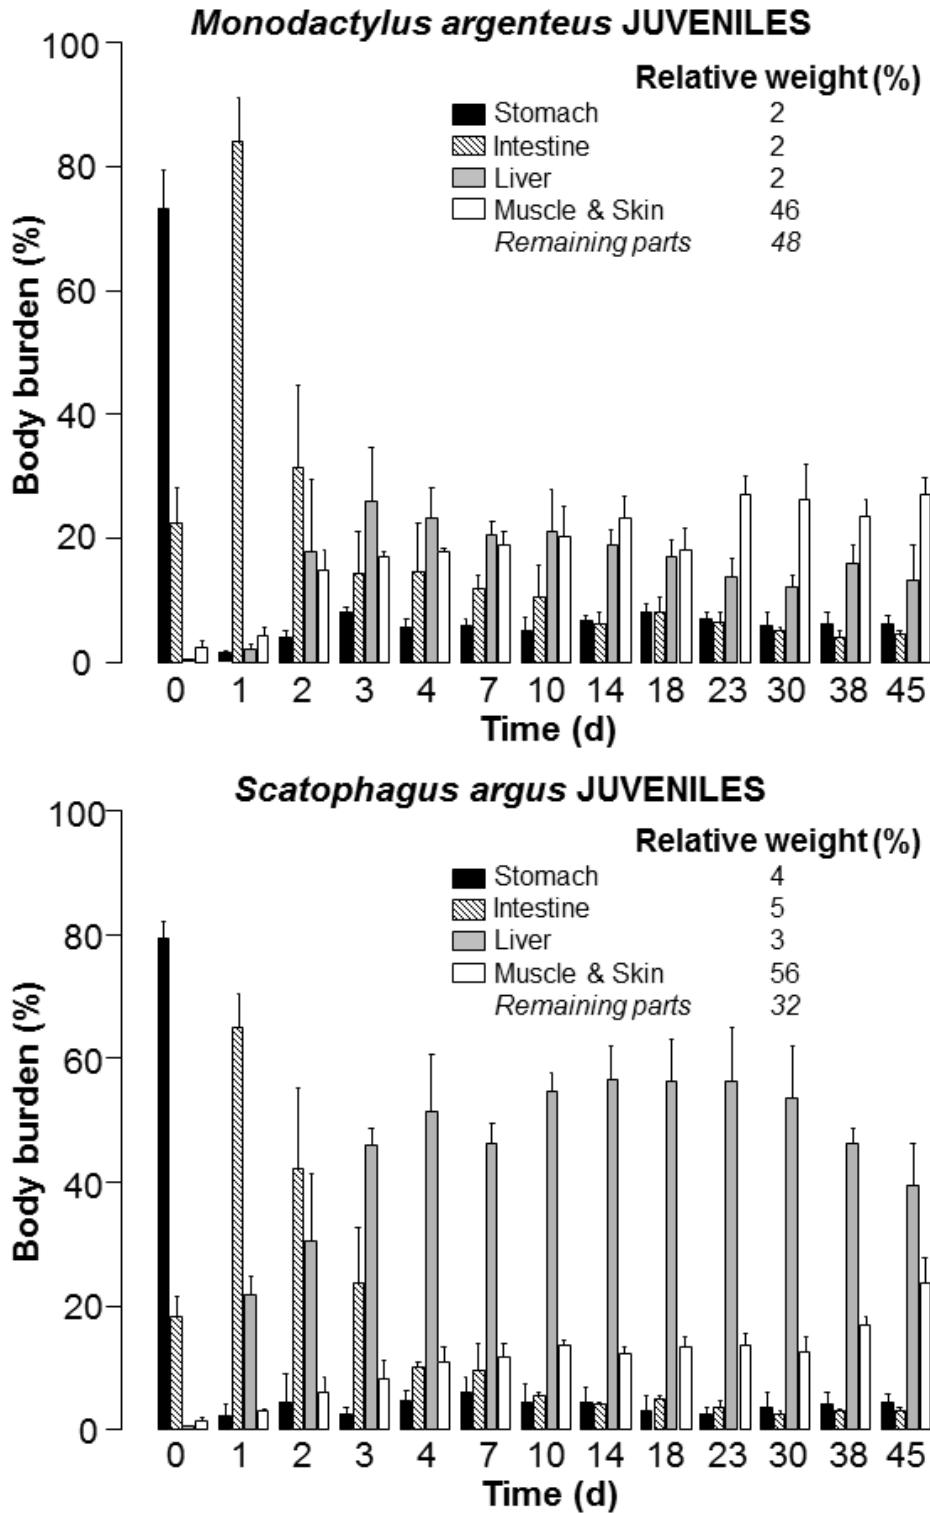 Monodactylus argenteus JUVENILES
Relative weight (%)
Stomach 2
Intestine 2
Liver 2
Muscle & Skin 46
Remaining parts 48
Body burden (%)
100
80
60
40
20
0
0 1 2 3 4 7 10 14 18 23 30 38 45
Time (d)
Scatophagus argus JUVENILES
Relative weight (%)
Stomach 4
Intestine 5
Liver 3
Muscle & Skin 56
Remaining parts 32
Body burden (%)
100
80
60
40
20
0
0 1 2 3 4 7 10 14 18 23 30 38 45
Time (d)